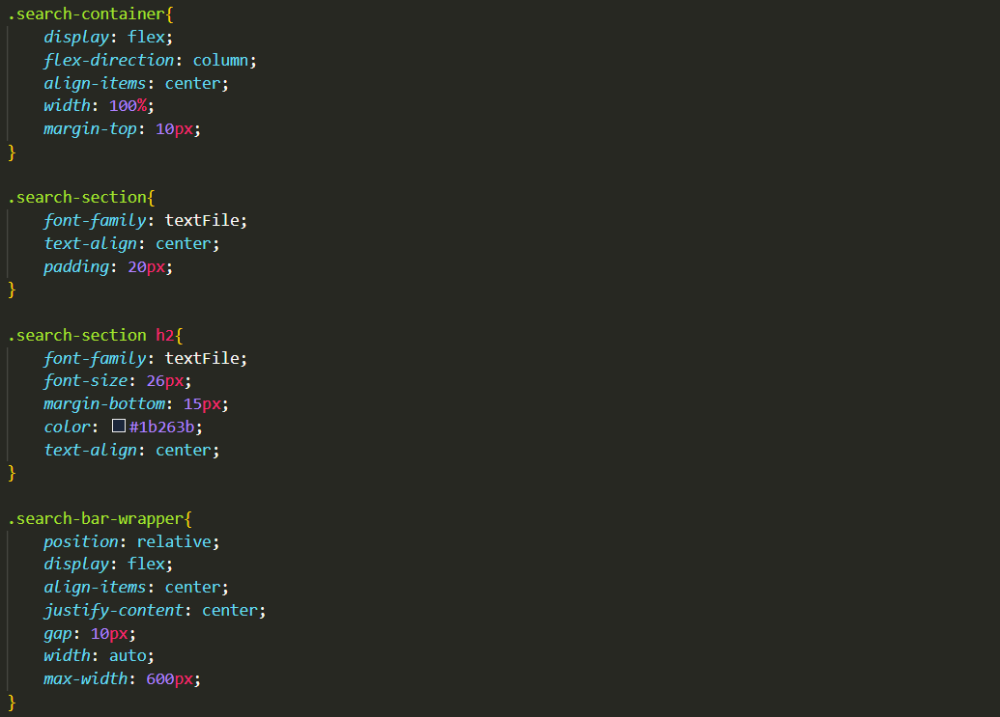 .search-container{
    display: flex;
    flex-direction: column;
    align-items: center;
    width: 100%;
    margin-top: 10px;
}

.search-section{
    font-family: textFile;
    text-align: center;
    padding: 20px;
}

.search-section h2{
    font-family: textFile;
    font-size: 26px;
    margin-bottom: 15px;
    color: #1b263b;
    text-align: center;
}

.search-bar-wrapper{
    position: relative;
    display: flex;
    align-items: center;
    justify-content: center;
    gap: 10px;
    width: auto;
    max-width: 600px;
}